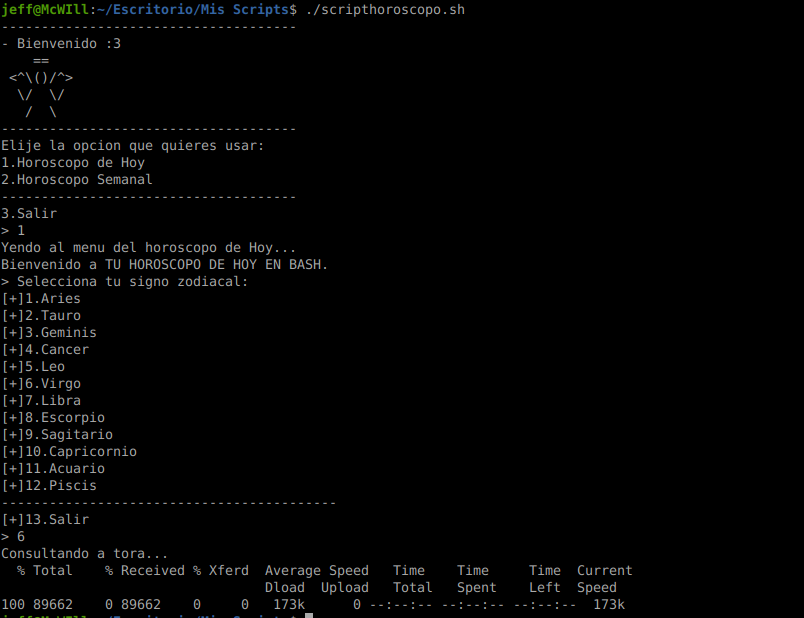 jeff@McWIll:~/Escritorio/Mis Scripts$ ./scripthoroscopo.sh
-------------------------------------
- Bienvenido :3
    ==
 <^\()/^>
  \/  \/
   /  \
-------------------------------------
Elije la opcion que quieres usar:
1.Horoscopo de Hoy
2.Horoscopo Semanal
-------------------------------------
3.Salir
> 1
Yendo al menu del horoscopo de Hoy...
Bienvenido a TU HOROSCOPO DE HOY EN BASH.
> Selecciona tu signo zodiacal:
[+]1.Aries
[+]2.Tauro
[+]3.Geminis
[+]4.Cancer
[+]5.Leo
[+]6.Virgo
[+]7.Libra
[+]8.Escorpio
[+]9.Sagitario
[+]10.Capricornio
[+]11.Acuario
[+]12.Piscis
------------------------------------------
[+]13.Salir
> 6
Consultando a tora...
  % Total    % Received % Xferd  Average Speed   Time    Time     Time  Current
                                 Dload  Upload   Total   Spent    Left  Speed
100 89662    0 89662    0     0   173k      0 --:--:-- --:--:-- --:--:--  173k
jeff@McWIll:~/Escritorio/Mis Scripts$